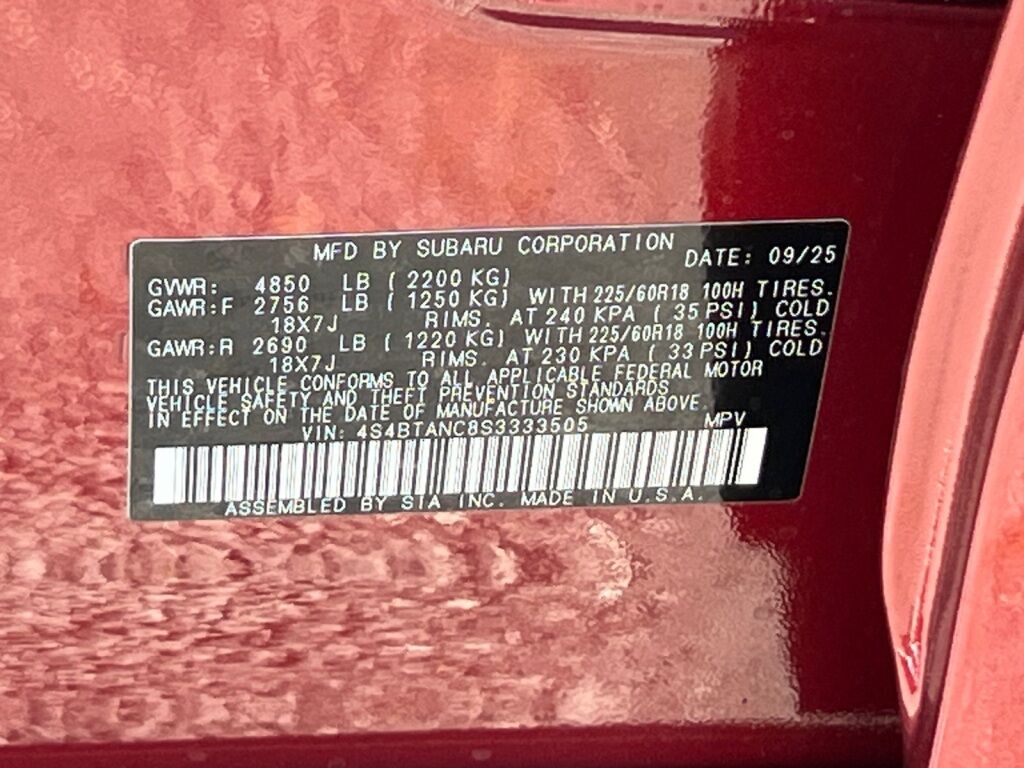 MFD BY SUBARU CORPORATION DATE: 09/25
GVWR: 4850 LB ( 2200 KG)
GAWR:F 2756 LB ( 1250 KG) WITH 225/60R18 100H TIRES.
18X7J RIMS. AT 240 KPA ( 35 PSI) COLD
GAWR:R 2690 LB ( 1220 KG) WITH 225/60R18 100H TIRES.
18X7J RIMS. AT 230 KPA ( 33 PSI) COLD
THIS VEHICLE CONFORMS TO ALL APPLICABLE FEDERAL MOTOR
VEHICLE SAFETY AND THEFT PREVENTION STANDARDS
IN EFFECT ON THE DATE OF MANUFACTURE SHOWN ABOVE.
VIN: 4S4BTANC8S3333505 MPV
ASSEMBLED BY SIA INC. MADE IN U.S.A.